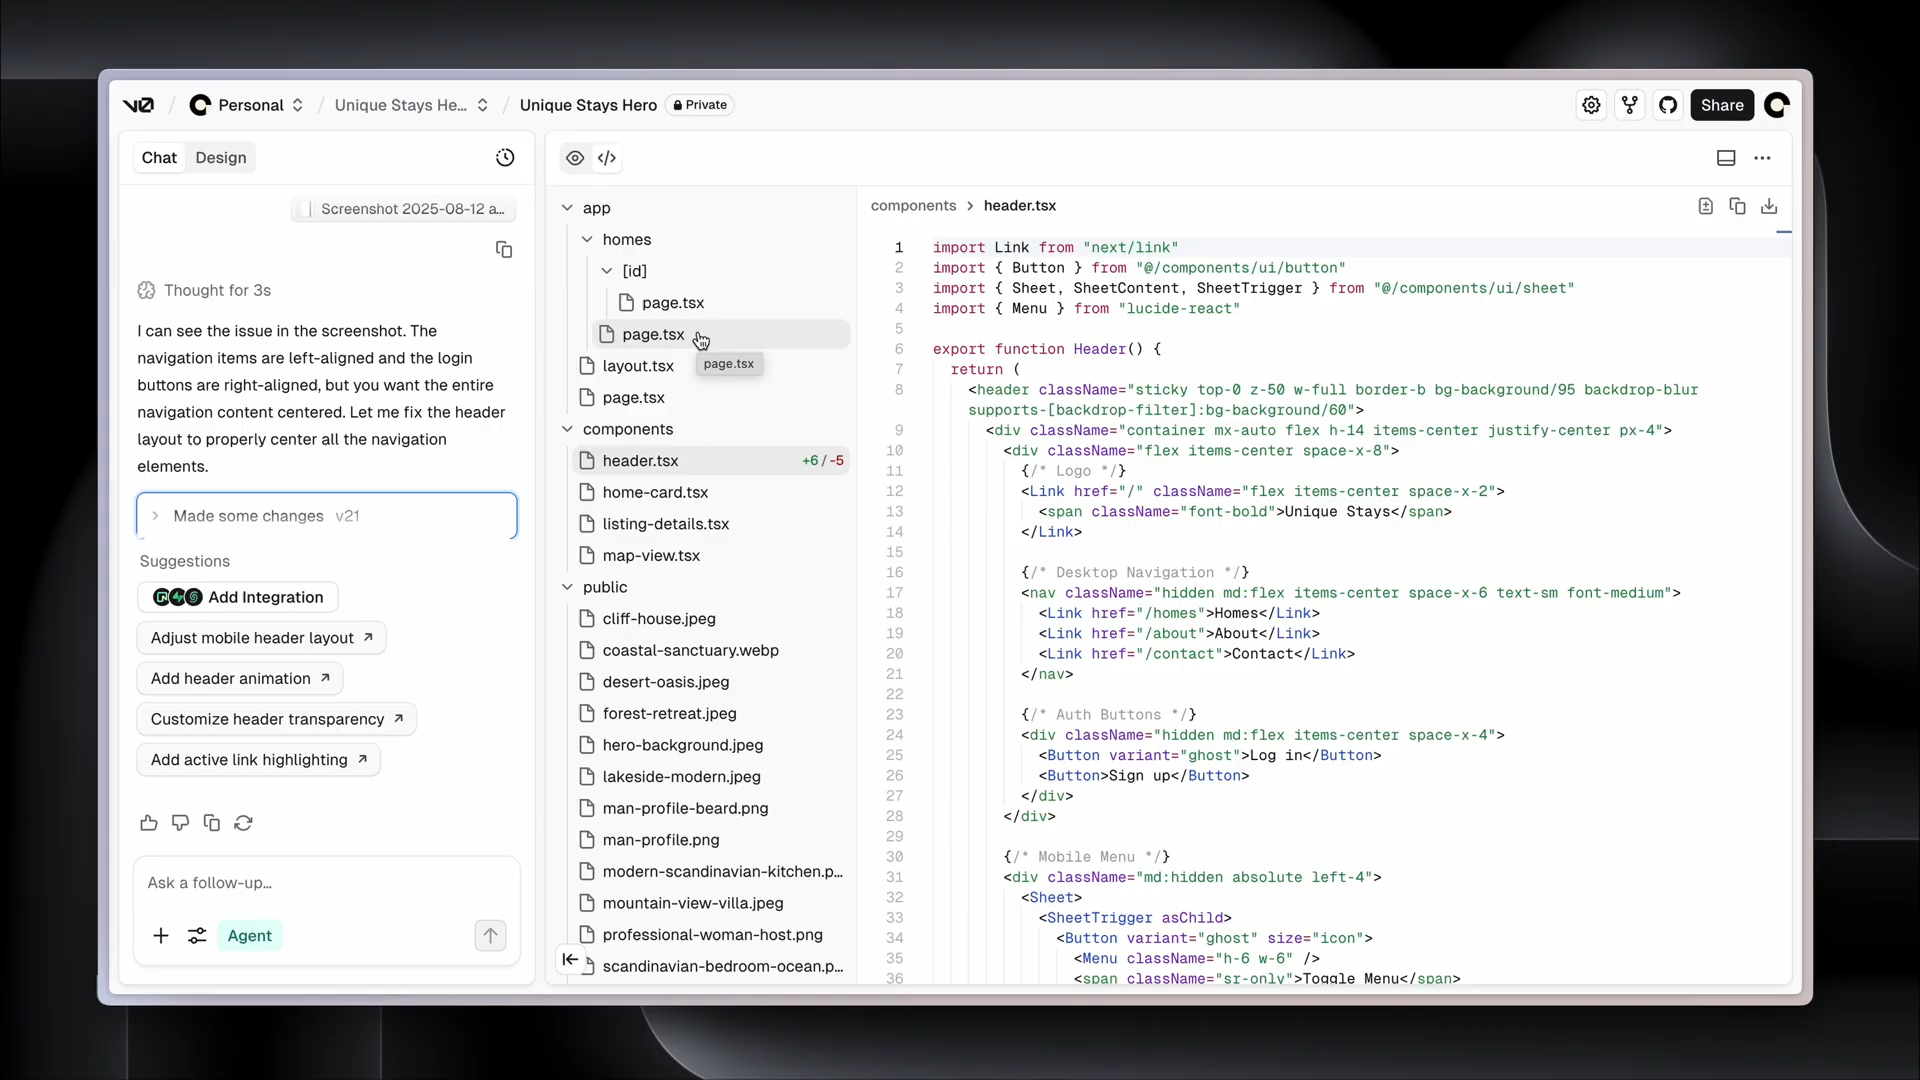 v0 / Personal / Unique Stays He... / Unique Stays Hero Private
Share
Chat Design
Screenshot 2025-08-12 a...
Thought for 3s
I can see the issue in the screenshot. The
navigation items are left-aligned and the login
buttons are right-aligned, but you want the entire
navigation content centered. Let me fix the header
layout to properly center all the navigation
elements.
Made some changes v21
Suggestions
Add Integration
Adjust mobile header layout
Add header animation
Customize header transparency
Add active link highlighting
Ask a follow-up...
Agent
app
homes
[id]
page.tsx
page.tsx
page.tsx
layout.tsx
page.tsx
components
header.tsx +6 / -5
home-card.tsx
listing-details.tsx
map-view.tsx
public
cliff-house.jpeg
coastal-sanctuary.webp
desert-oasis.jpeg
forest-retreat.jpeg
hero-background.jpeg
lakeside-modern.jpeg
man-profile-beard.png
man-profile.png
modern-scandinavian-kitchen.p...
mountain-view-villa.jpeg
professional-woman-host.png
scandinavian-bedroom-ocean.p...
components > header.tsx
1 import Link from "next/link"
2 import { Button } from "@/components/ui/button"
3 import { Sheet, SheetContent, SheetTrigger } from "@/components/ui/sheet"
4 import { Menu } from "lucide-react"
5
6 export function Header() {
7 return (
8 <header className="sticky top-0 z-50 w-full border-b bg-background/95 backdrop-blur
supports-[backdrop-filter]:bg-background/60">
9 <div className="container mx-auto flex h-14 items-center justify-center px-4">
10 <div className="flex items-center space-x-8">
11 {/* Logo */}
12 <Link href="/" className="flex items-center space-x-2">
13 <span className="font-bold">Unique Stays</span>
14 </Link>
15
16 {/* Desktop Navigation */}
17 <nav className="hidden md:flex items-center space-x-6 text-sm font-medium">
18 <Link href="/homes">Homes</Link>
19 <Link href="/about">About</Link>
20 <Link href="/contact">Contact</Link>
21 </nav>
22
23 {/* Auth Buttons */}
24 <div className="hidden md:flex items-center space-x-4">
25 <Button variant="ghost">Log in</Button>
26 <Button>Sign up</Button>
27 </div>
28 </div>
29
30 {/* Mobile Menu */}
31 <div className="md:hidden absolute left-4">
32 <Sheet>
33 <SheetTrigger asChild>
34 <Button variant="ghost" size="icon">
35 <Menu className="h-6 w-6" />
36 <span className="sr-only">Toggle Menu</span>